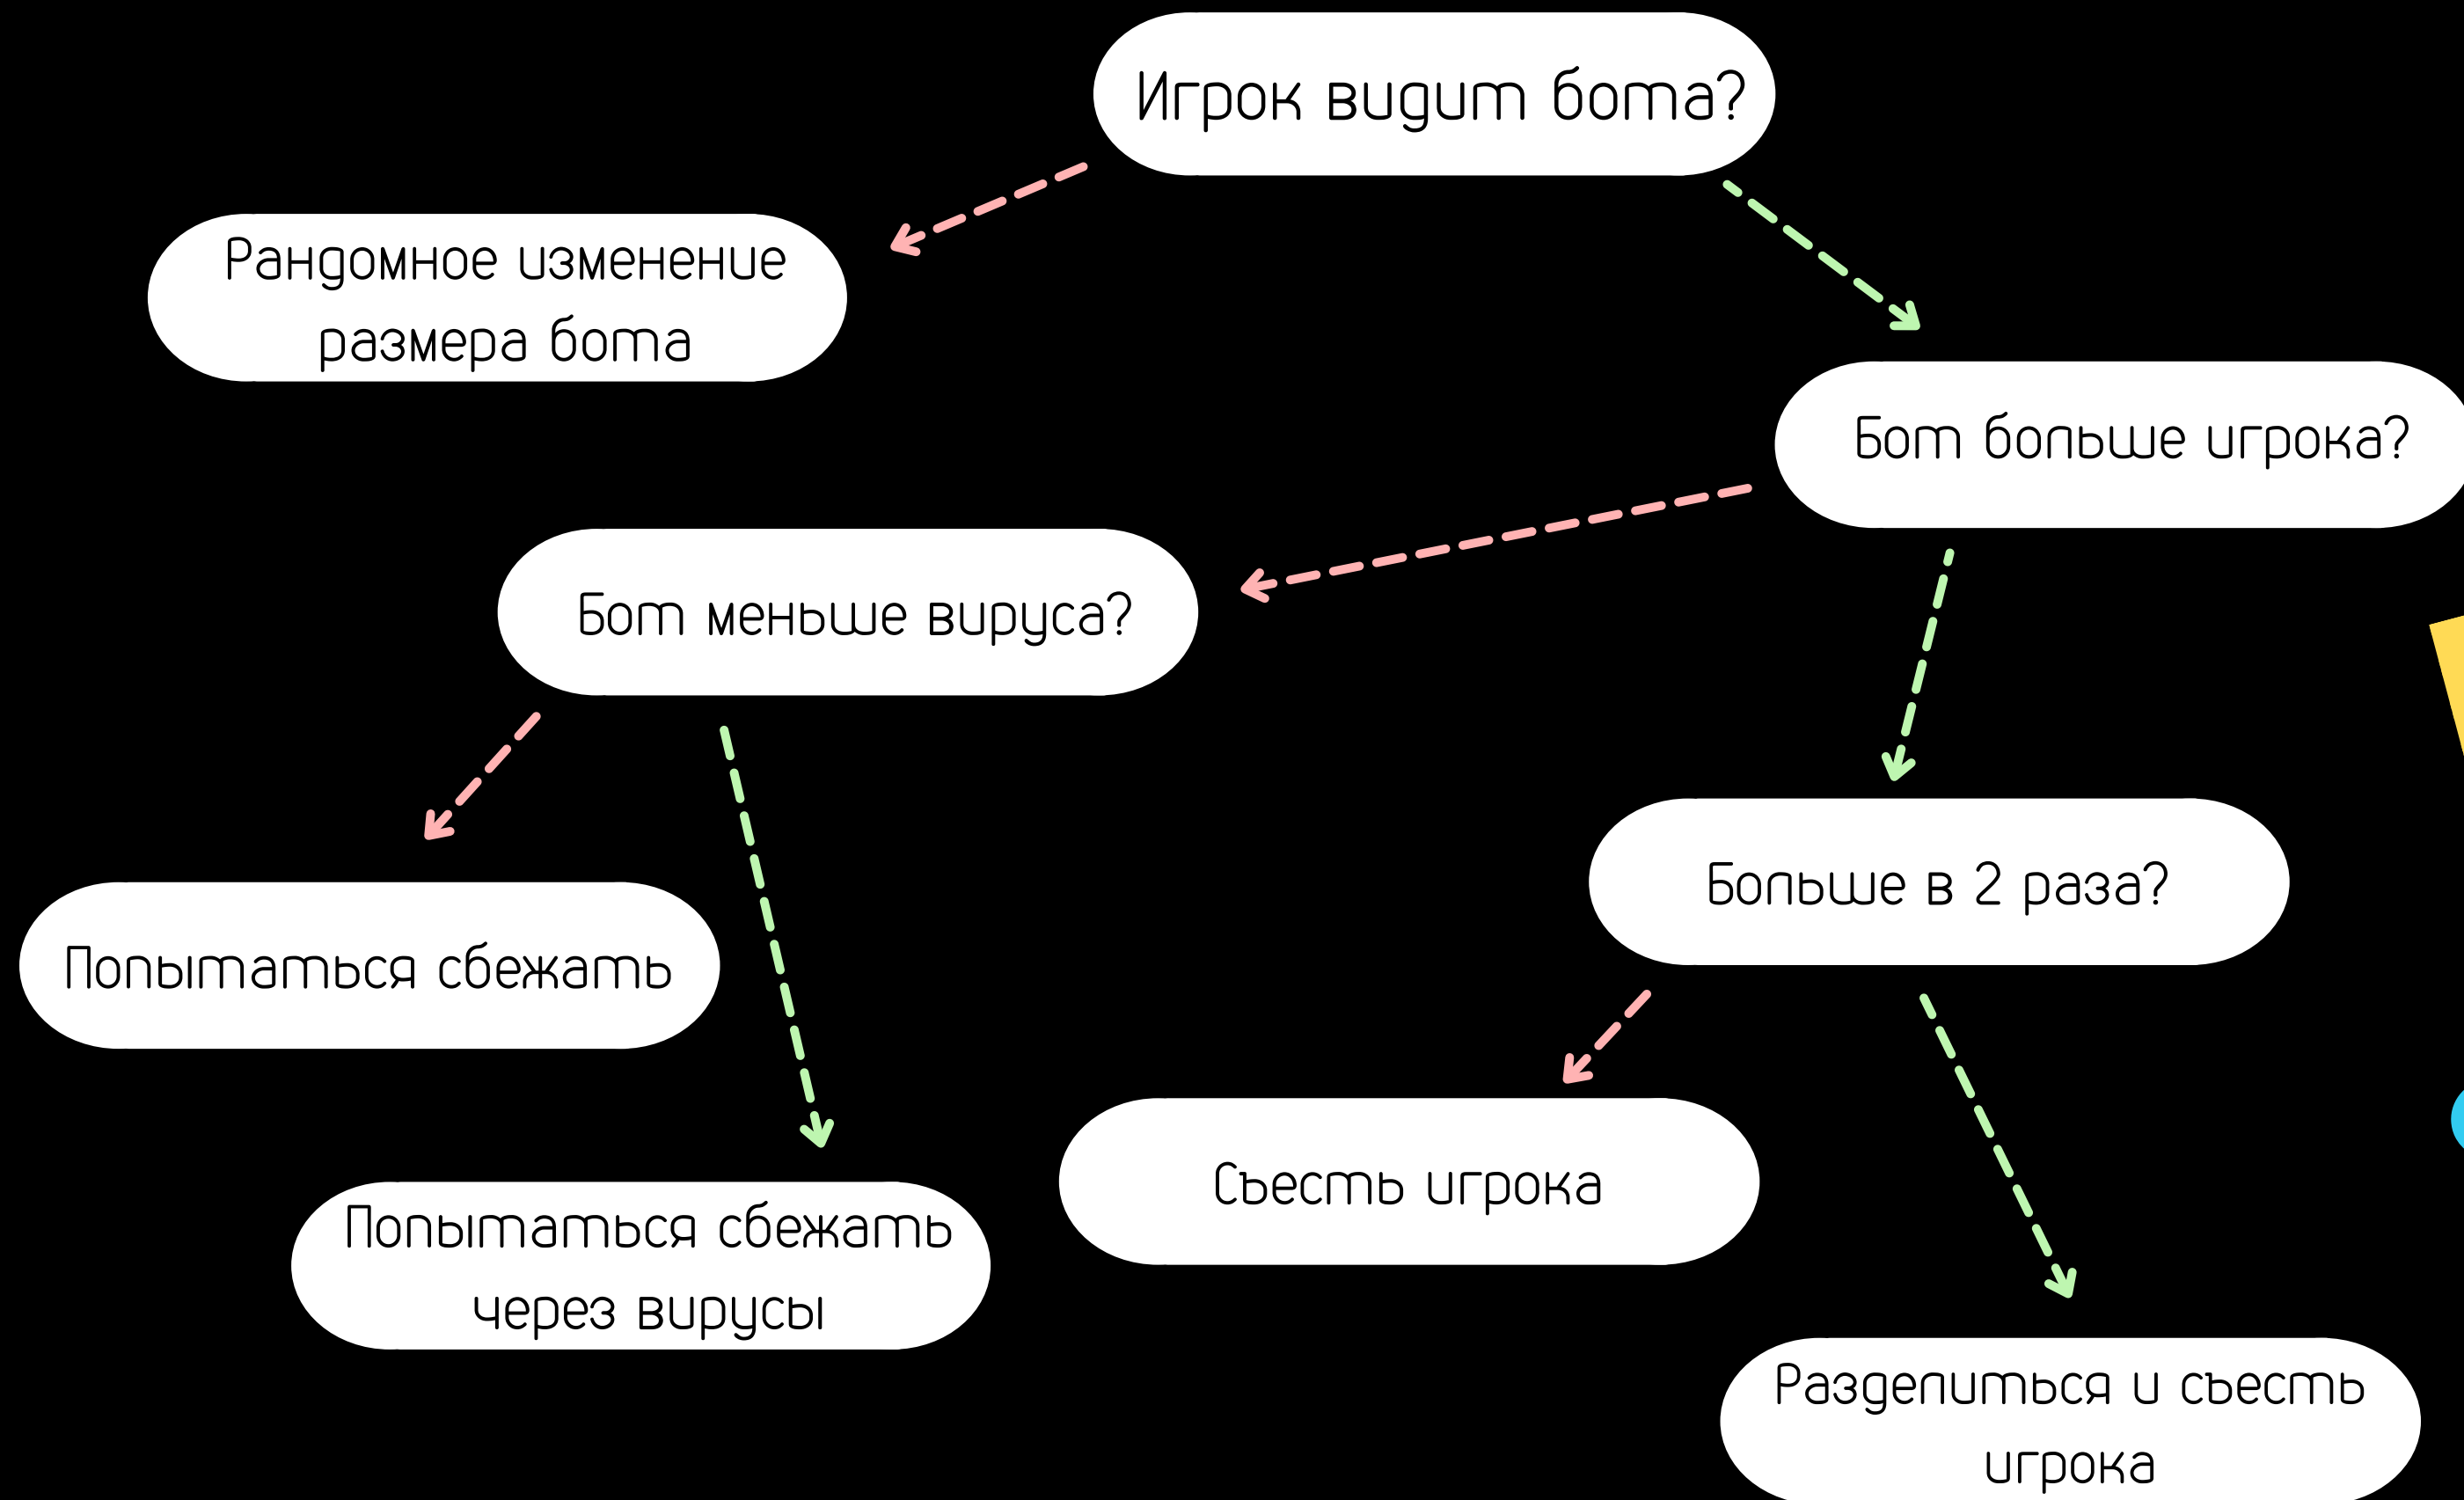 Игрок видит бота?
Рандомное изменение
размера бота
Бот больше игрока?
Бот меньше вируса?
Больше в 2 раза?
Попытаться сбежать
Съесть игрока
Попытаться сбежать
через вирусы
Разделиться и съесть
игрока